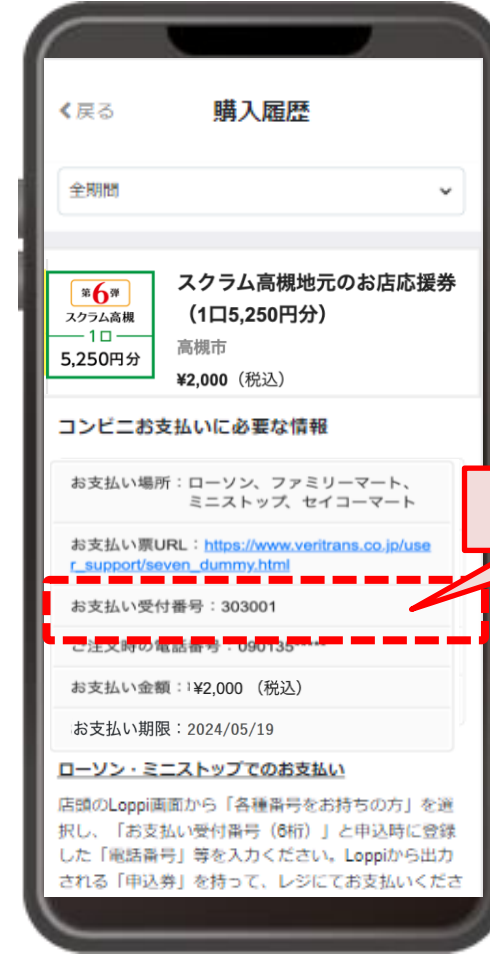 戻る
購入履歴
全期間
第6弾
スクラム高槻
1口
5,250円分
スクラム高槻地元のお店応援券
（1口5,250円分）
高槻市
¥2,000（税込）
コンビニお支払いに必要な情報
お支払い場所：ローソン、ファミリーマート、
ミニストップ、セイコーマート
お支払い票URL：https://www.veritrans.co.jp/use
r_support/seven_dummy.html
お支払い受付番号：303001
ご注文時の電話番号：090135*****
お支払い金額：¥2,000 （税込）
お支払い期限：2024/05/19
ローソン・ミニストップでのお支払い
店頭のLoppi画面から「各種番号をお持ちの方」を選
択し、「お支払い受付番号（6桁）」と申込時に登録
した「電話番号」等を入力ください。Loppiから出力
される「申込券」を持って、レジにてお支払いくださ